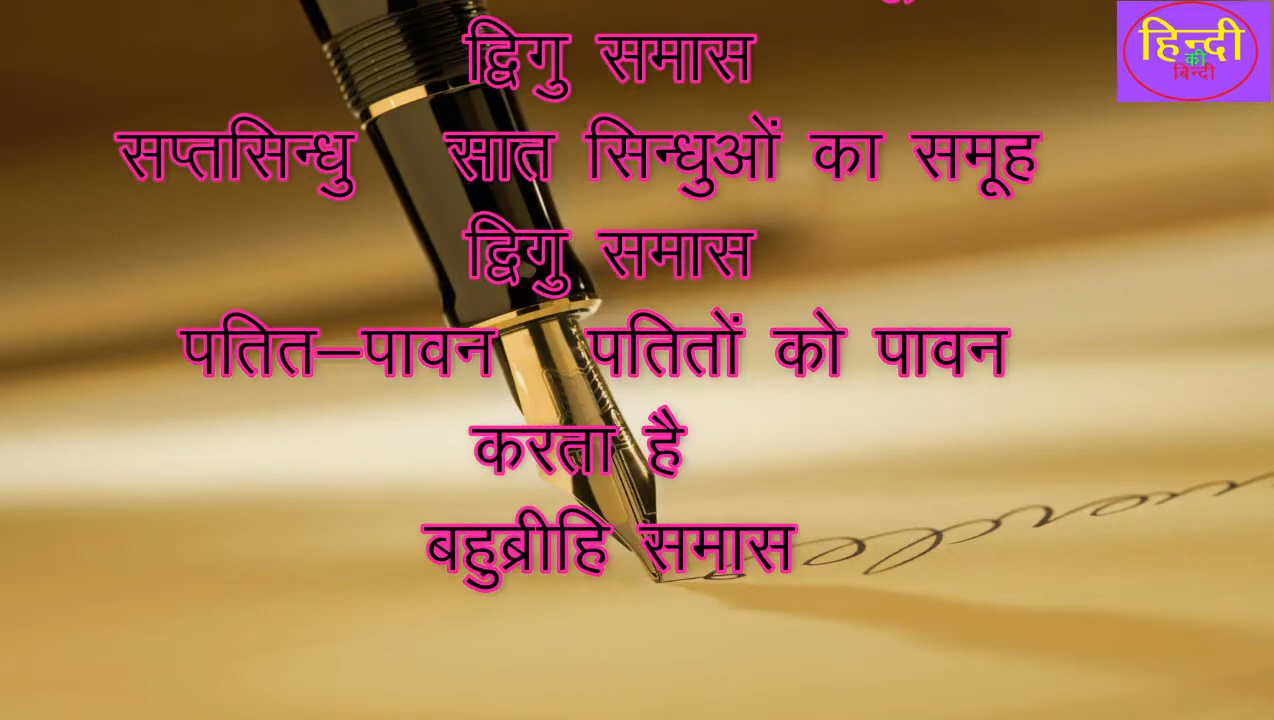 हिन्दी
की
बिन्दी
द्विगु समास
सप्तसिन्धु सात सिन्धुओं का समूह
द्विगु समास
पतित–पावन पतितों को पावन
करता है
बहुब्रीहि समास